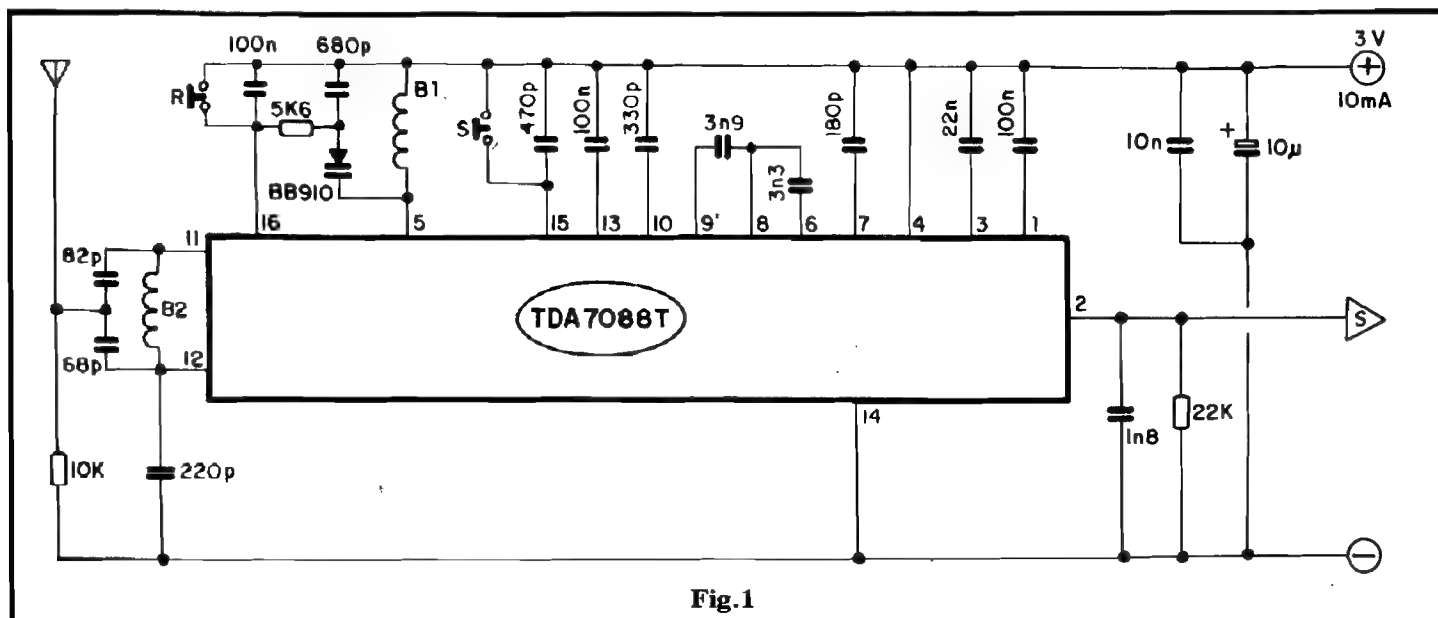 100n
680p
3 V
+
10mA
R
5K6
B1
S
470p
100n
330p
3n9
3n3
180p
22n
100n
10n
+
10µ
BB910
16
5
15
13
10
9'
8
6
7
4
3
1
11
82p
B2
68p
12
TDA7088T
2
S
14
10K
220p
1n8
22K
−
Fig.1